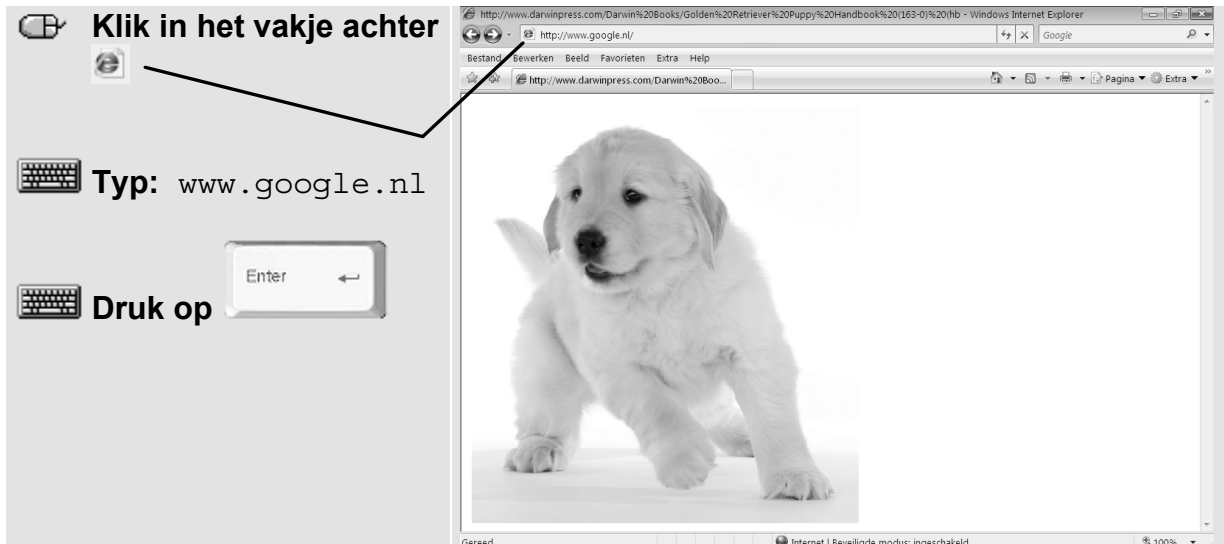 Klik in het vakje achter
Typ: www.google.nl
Enter
Druk op
http://www.darwinpress.com/Darwin%20Books/Golden%20Retriever%20Puppy%20Handbook%20(163-0)%20(hb - Windows Internet Explorer
http://www.google.nl/
Google
Bestand Bewerken Beeld Favorieten Extra Help
http://www.darwinpress.com/Darwin%20Boo...
Pagina Extra
Gereed
Internet | Beveiligde modus: ingeschakeld
100%